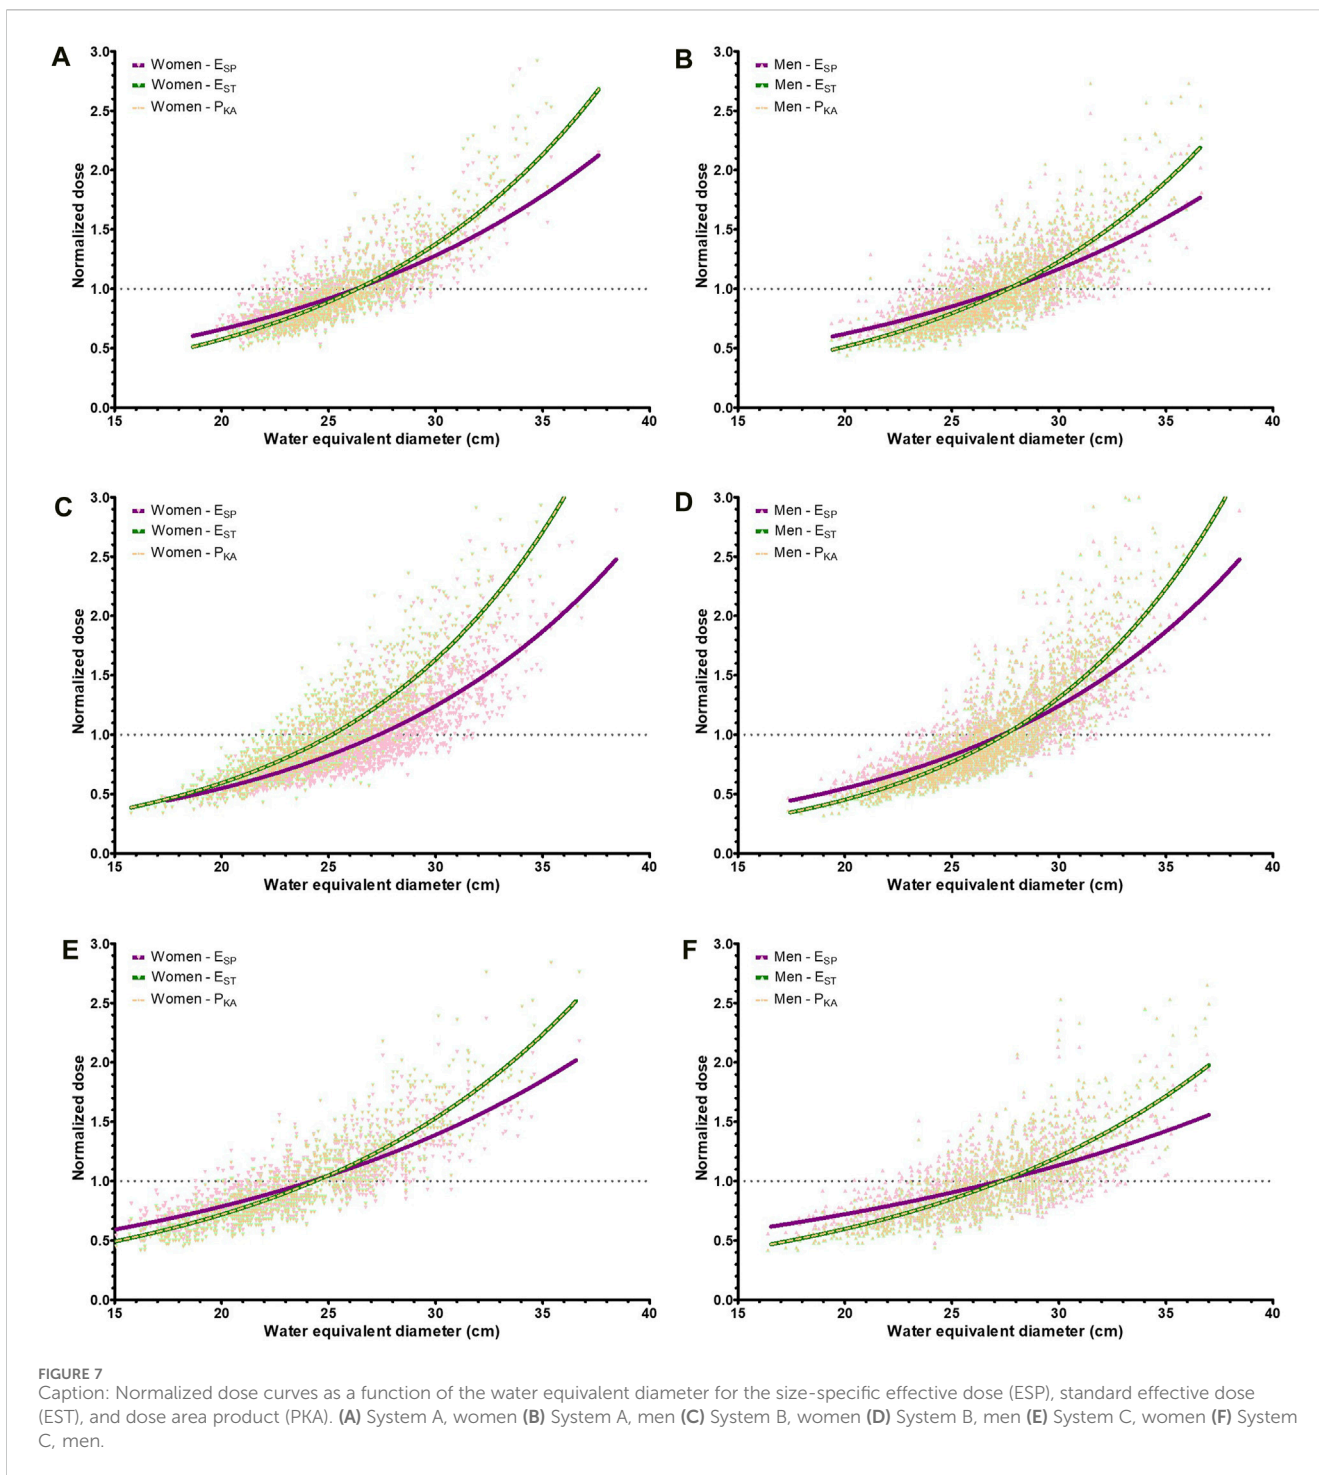 A
3.0
2.5
2.0
1.5
1.0
0.5
0.0
Normalized dose
Women - ESP
Women - EST
Women - PKA
15 20 25 30 35 40
Water equivalent diameter (cm)
B
3.0
2.5
2.0
1.5
1.0
0.5
0.0
Normalized dose
Men - ESP
Men - EST
Men - PKA
15 20 25 30 35 40
Water equivalent diameter (cm)
C
3.0
2.5
2.0
1.5
1.0
0.5
0.0
Normalized dose
Women - ESP
Women - EST
Women - PKA
15 20 25 30 35 40
Water equivalent diameter (cm)
D
3.0
2.5
2.0
1.5
1.0
0.5
0.0
Normalized dose
Men - ESP
Men - EST
Men - PKA
15 20 25 30 35 40
Water equivalent diameter (cm)
E
3.0
2.5
2.0
1.5
1.0
0.5
0.0
Normalized dose
Women - ESP
Women - EST
Women - PKA
15 20 25 30 35 40
Water equivalent diameter (cm)
F
3.0
2.5
2.0
1.5
1.0
0.5
0.0
Normalized dose
Men - ESP
Men - EST
Men - PKA
15 20 25 30 35 40
Water equivalent diameter (cm)
FIGURE 7
Caption: Normalized dose curves as a function of the water equivalent diameter for the size-specific effective dose (ESP), standard effective dose
(EST), and dose area product (PKA). (A) System A, women (B) System A, men (C) System B, women (D) System B, men (E) System C, women (F) System
C, men.